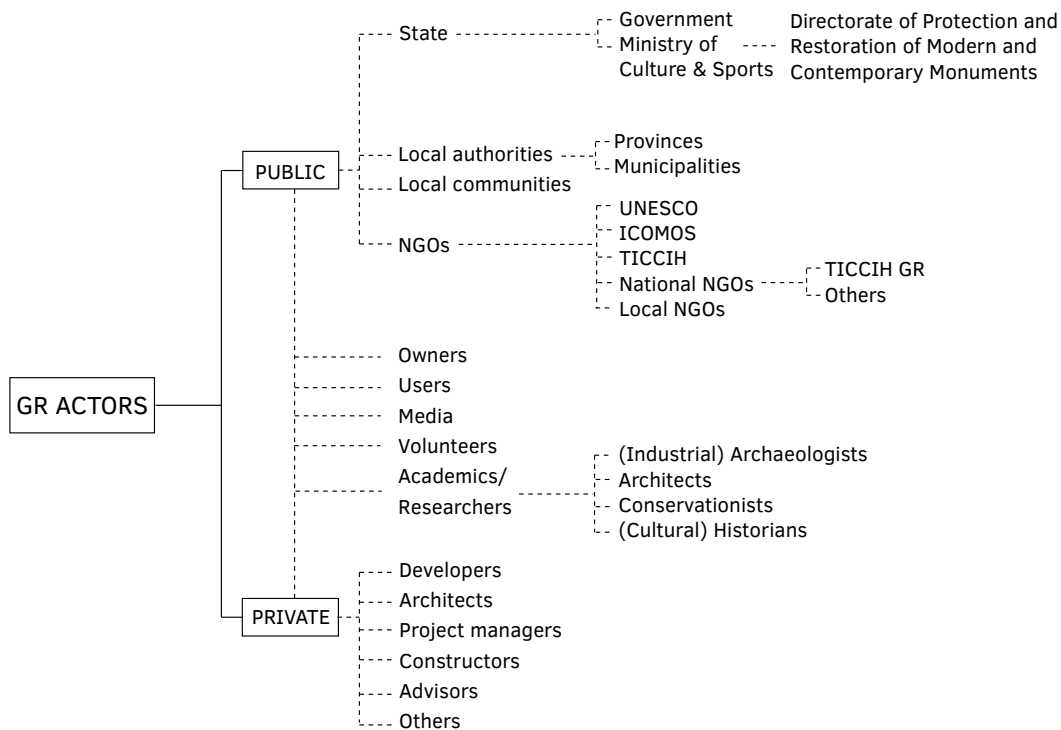 State
Government
Ministry of
Culture & Sports
Directorate of Protection and
Restoration of Modern and
Contemporary Monuments
PUBLIC
Local authorities
Provinces
Municipalities
Local communities
NGOs
UNESCO
ICOMOS
TICCIH
National NGOs
Local NGOs
TICCIH GR
Others
GR ACTORS
Owners
Users
Media
Volunteers
Academics/
Researchers
(Industrial) Archaeologists
Architects
Conservationists
(Cultural) Historians
PRIVATE
Developers
Architects
Project managers
Constructors
Advisors
Others